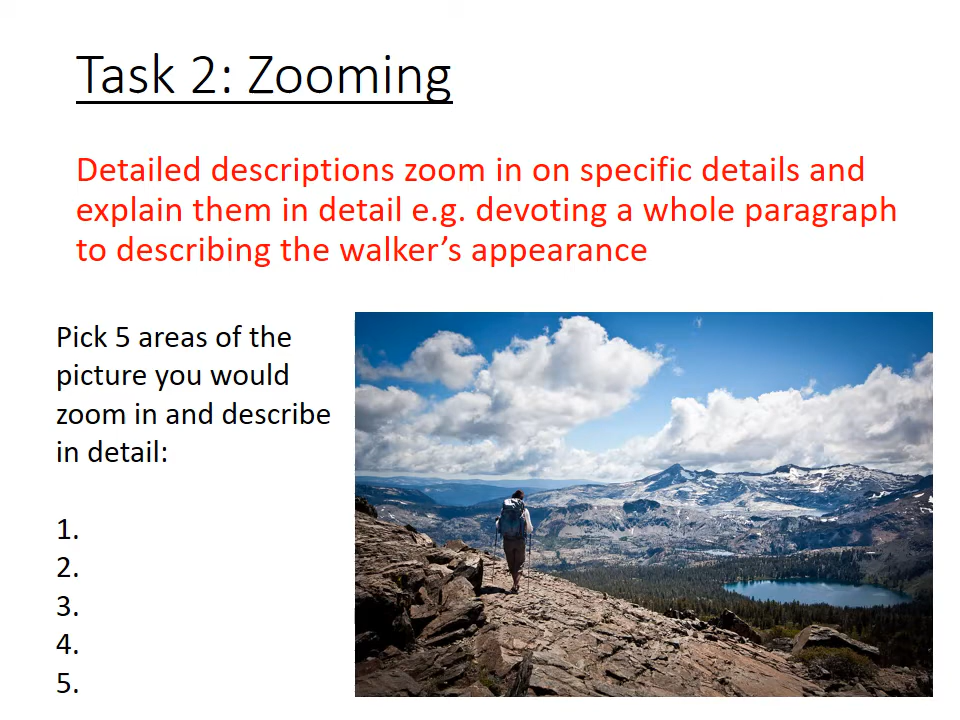 Task 2: Zooming
Detailed descriptions zoom in on specific details and
explain them in detail e.g. devoting a whole paragraph
to describing the walker’s appearance
Pick 5 areas of the
picture you would
zoom in and describe
in detail:
1.
2.
3.
4.
5.